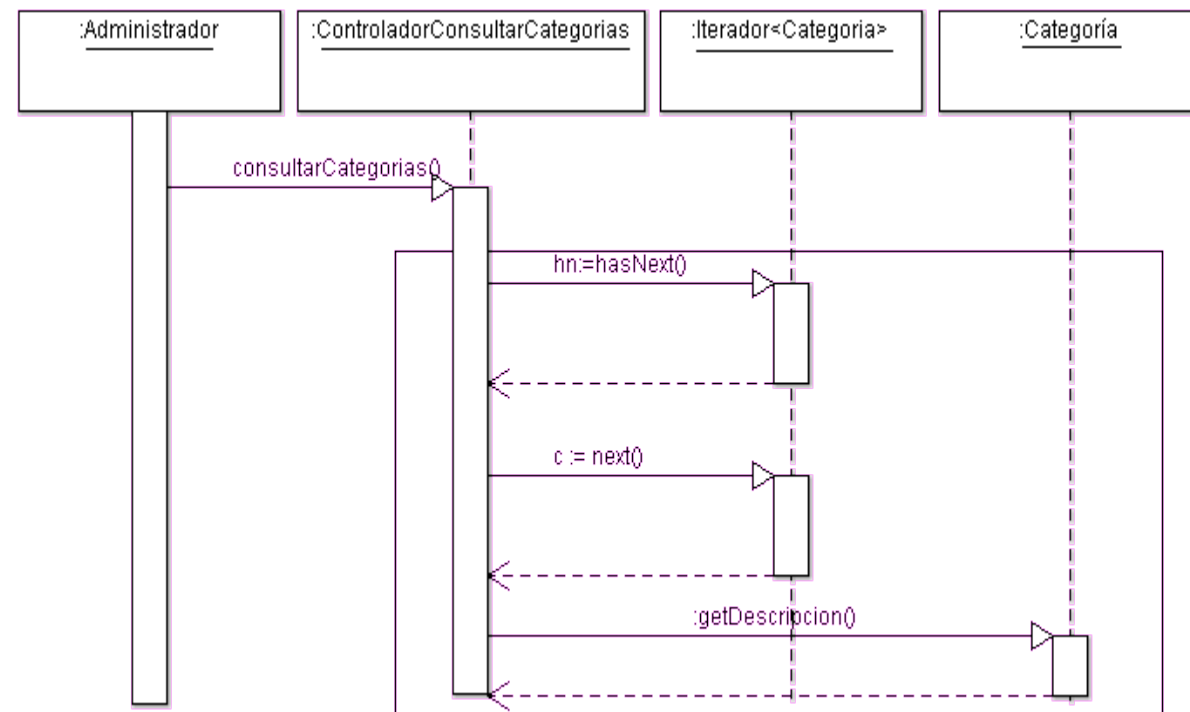 :Administrador
:ControladorConsultarCategorias
:Iterador<Categoria>
:Categoría
consultarCategorias()
hn:=hasNext()
c := next()
:getDescripcion()